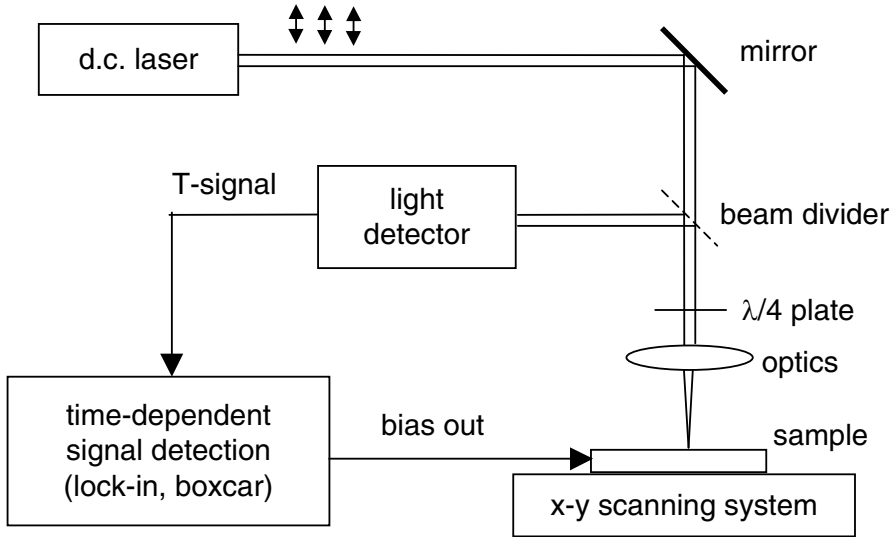 d.c. laser
mirror
T-signal
light
detector
beam divider
λ/4 plate
optics
time-dependent
signal detection
(lock-in, boxcar)
bias out
sample
x-y scanning system